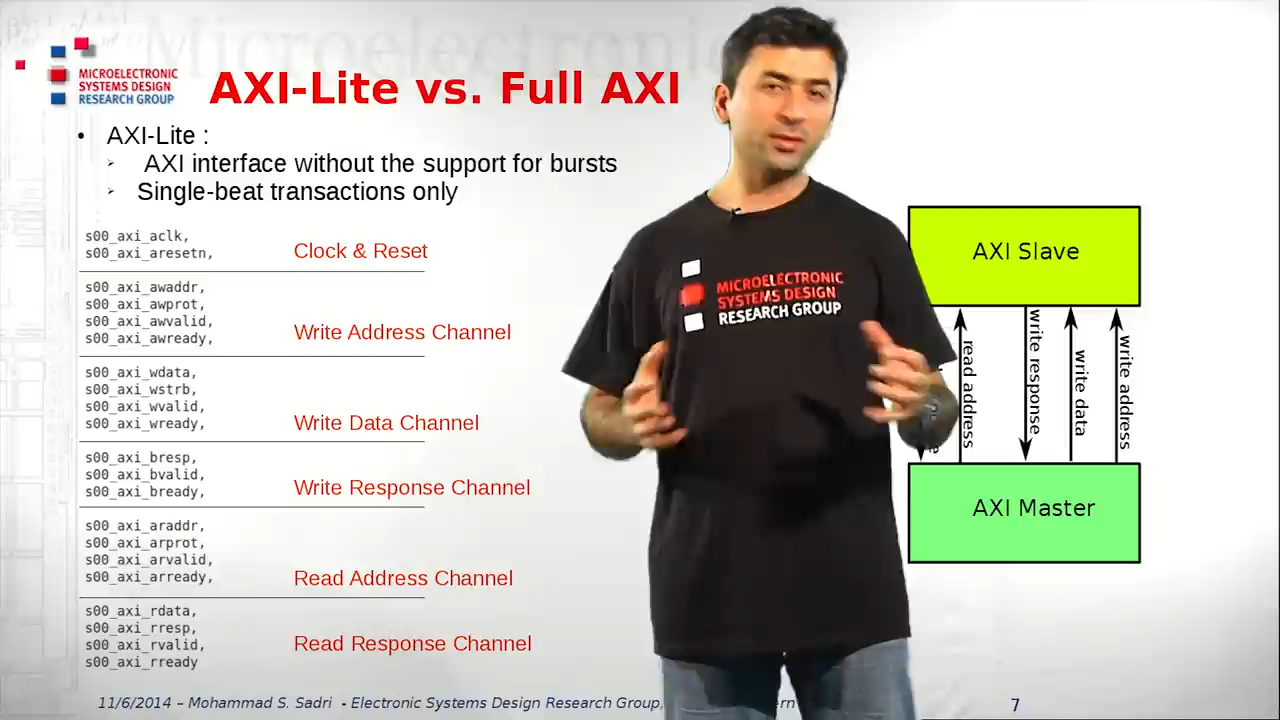 Microelectronic
MICROELECTRONIC
SYSTEMS DESIGN
RESEARCH GROUP
AXI-Lite vs. Full AXI
• AXI-Lite :
AXI interface without the support for bursts
Single-beat transactions only
s00_axi_aclk,
s00_axi_aresetn,
Clock & Reset
s00_axi_awaddr,
s00_axi_awprot,
s00_axi_awvalid,
s00_axi_awready,
Write Address Channel
s00_axi_wdata,
s00_axi_wstrb,
s00_axi_wvalid,
s00_axi_wready,
Write Data Channel
s00_axi_bresp,
s00_axi_bvalid,
s00_axi_bready,
Write Response Channel
s00_axi_araddr,
s00_axi_arprot,
s00_axi_arvalid,
s00_axi_arready,
Read Address Channel
s00_axi_rdata,
s00_axi_rresp,
s00_axi_rvalid,
s00_axi_rready
Read Response Channel
MICROELECTRONIC
SYSTEMS DESIGN
RESEARCH GROUP
AXI Slave
read address
write response
write data
write address
AXI Master
11/6/2014 – Mohammad S. Sadri - Electronic Systems Design Research Group,
7